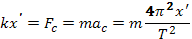 kx′ = F_c = ma_c = m 4π²x′ / T²